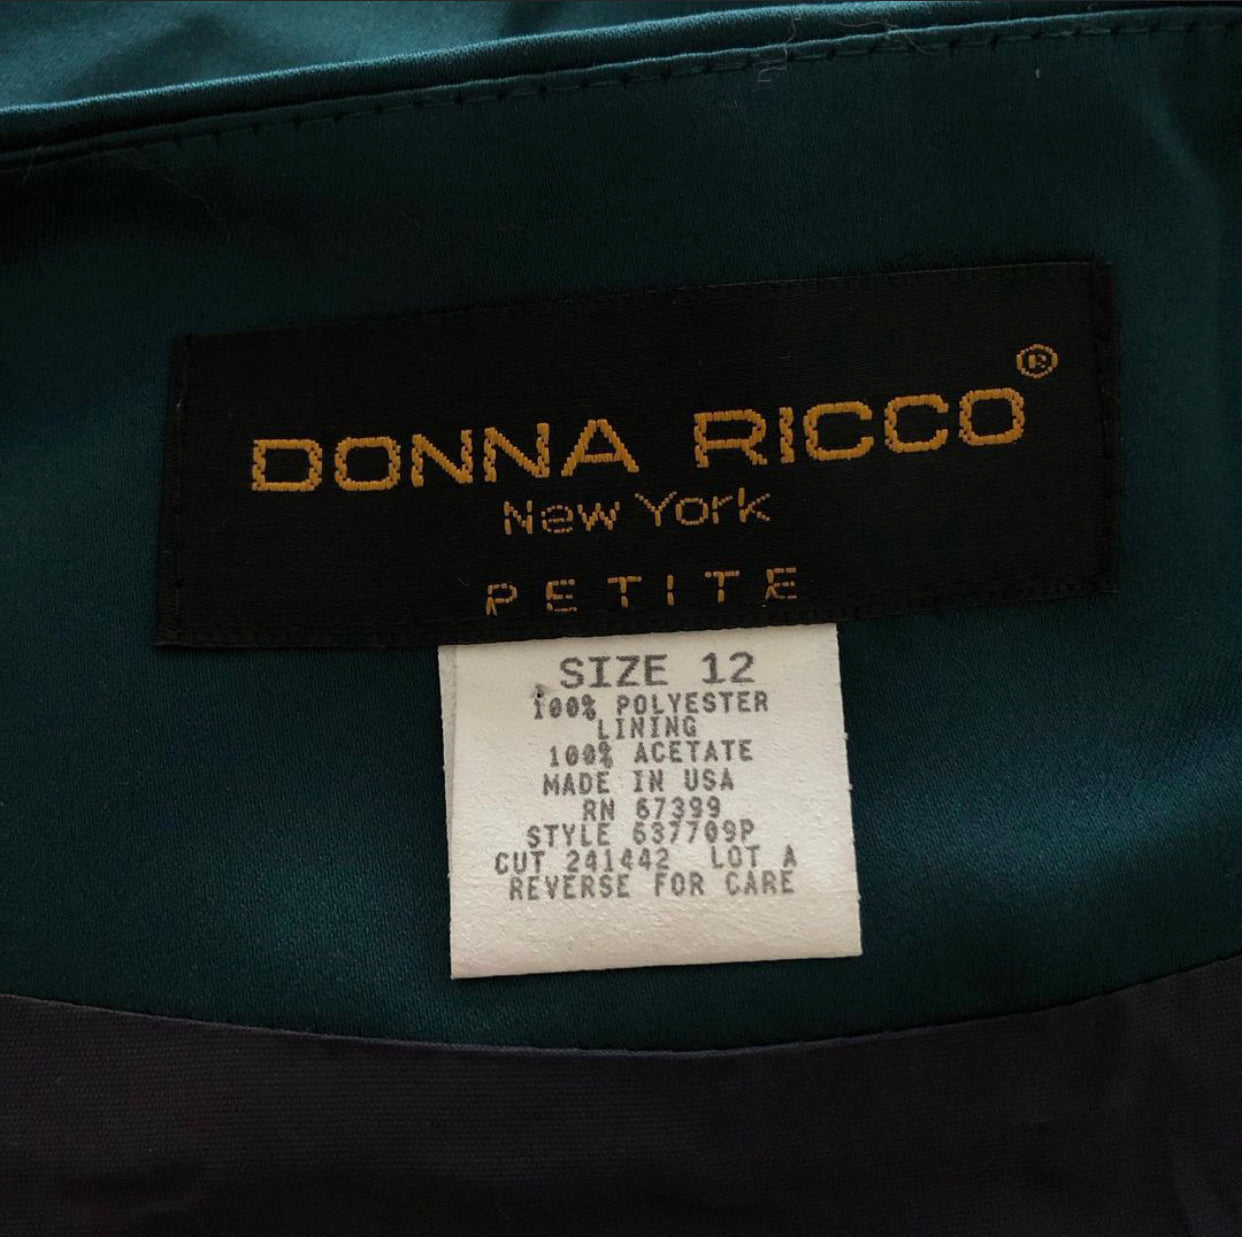 DONNA RICCO®
New York
PETITE
SIZE 12
100% POLYESTER
LINING
100% ACETATE
MADE IN USA
RN 67399
STYLE 637709P
CUT 241442 LOT A
REVERSE FOR CARE